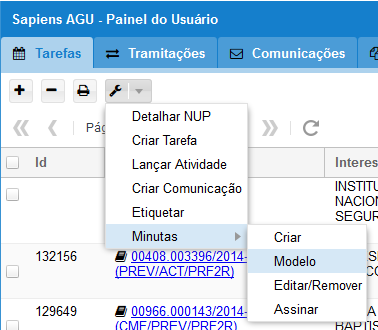 Sapiens AGU - Painel do Usuário
Tarefas
Tramitações
Comunicações
Detalhar NUP
Criar Tarefa
Lançar Atividade
Criar Comunicação
Etiquetar
Minutas
Criar
Modelo
Editar/Remover
Assinar
Pág
Id
Interes
INSTIT
NACION
SEGUR
132156
00408.003396/2014-
(PREV/ACT/PRF2R)
129649
00966.000143/2014-
(CMF/PREV/PRF2R)
BAPTIS